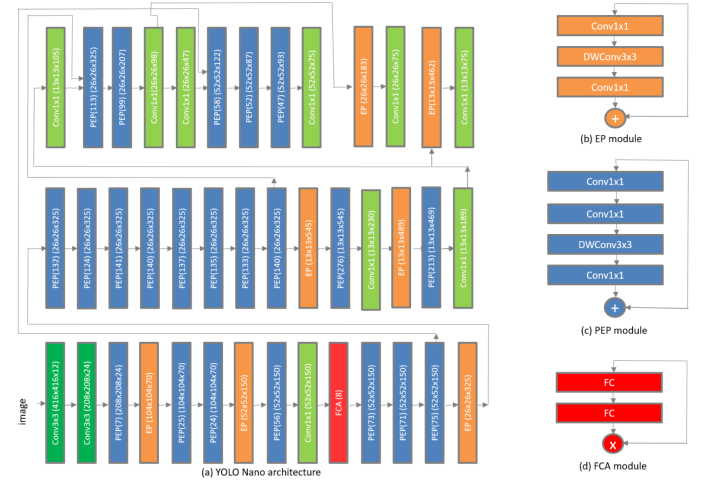 Conv1x1 (13x13x105)
PEP(113) (26x26x325)
PEP(99) (26x26x207)
Conv1x1(26x26x98)
Conv1x1 (26x26x47)
PEP(58) (52x52x122)
PEP(52) (52x52x87)
PEP(47) (52x52x93)
Conv1x1 (52x52x75)
EP (26x26x183)
Conv1x1 (26x26x75)
EP(13x13x462)
Conv1x1 (13x13x75)
PEP(132) (26x26x325)
PEP(124) (26x26x325)
PEP(141) (26x26x325)
PEP(140) (26x26x325)
PEP(137) (26x26x325)
PEP(135) (26x26x325)
PEP(133) (26x26x325)
PEP(140) (26x26x325)
EP (13x13x545)
PEP(276) (13x13x545)
Conv1x1 (13x13x230)
EP (13x13x489)
PEP(213) (13x13x469)
Conv1x1 (13x13x189)
image
Conv3x3 (416x416x12)
Conv3x3 (208x208x24)
PEP(7) (208x208x24)
EP (104x104x70)
PEP(25) (104x104x70)
PEP(24) (104x104x70)
EP (52x52x150)
PEP(56) (52x52x150)
Conv1x1 (52x52x150)
FCA (8)
PEP(73) (52x52x150)
PEP(71) (52x52x150)
PEP(75) (52x52x150)
EP (26x26x325)
(a) YOLO Nano architecture
Conv1x1
DWConv3x3
Conv1x1
+
(b) EP module
Conv1x1
Conv1x1
DWConv3x3
Conv1x1
+
(c) PEP module
FC
FC
X
(d) FCA module